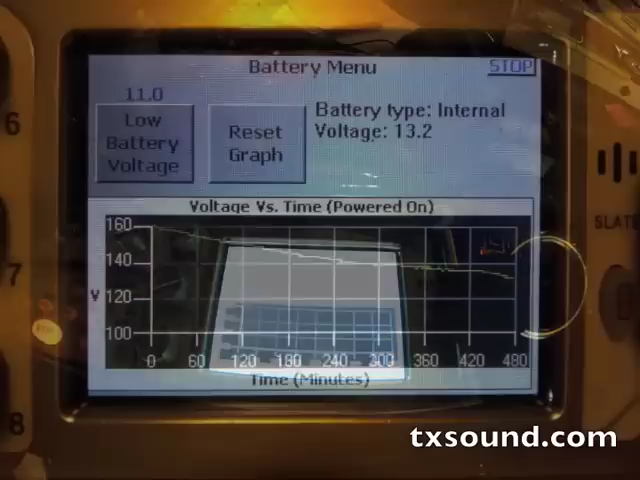 Battery Menu
STOP
11.0
Low
Battery
Voltage
Reset
Graph
Battery type: Internal
Voltage: 13.2
Voltage Vs. Time (Powered On)
160
140
V
120
100
0 60 120 180 240 300 360 420 480
Time (Minutes)
6
7
8
txsound.com